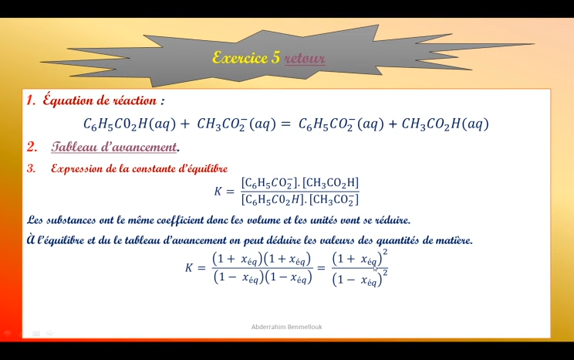 Exercice 5 retour
1. Équation de réaction :
C₆H₅C0₂H(aq) + CH₃CO₂⁻(aq) = C₆H₅CO₂⁻(aq) + CH₃CO₂H(aq)
2. Tableau d'avancement.
3. Expression de la constante d'équilibre
K = [C₆H₅CO₂⁻].[CH₃CO₂H] / [C₆H₅C0₂H].[CH₃CO₂⁻]
Les substances ont le même coefficient donc les volume et les unités vont se réduire.
À l'équilibre et du le tableau d'avancement on peut déduire les valeurs des quantités de matière.
K = (1 + xéq)(1 + xéq) / (1 − xéq)(1 − xéq) = (1 + xéq)² / (1 − xéq)²
Abderrahim Benmellouk